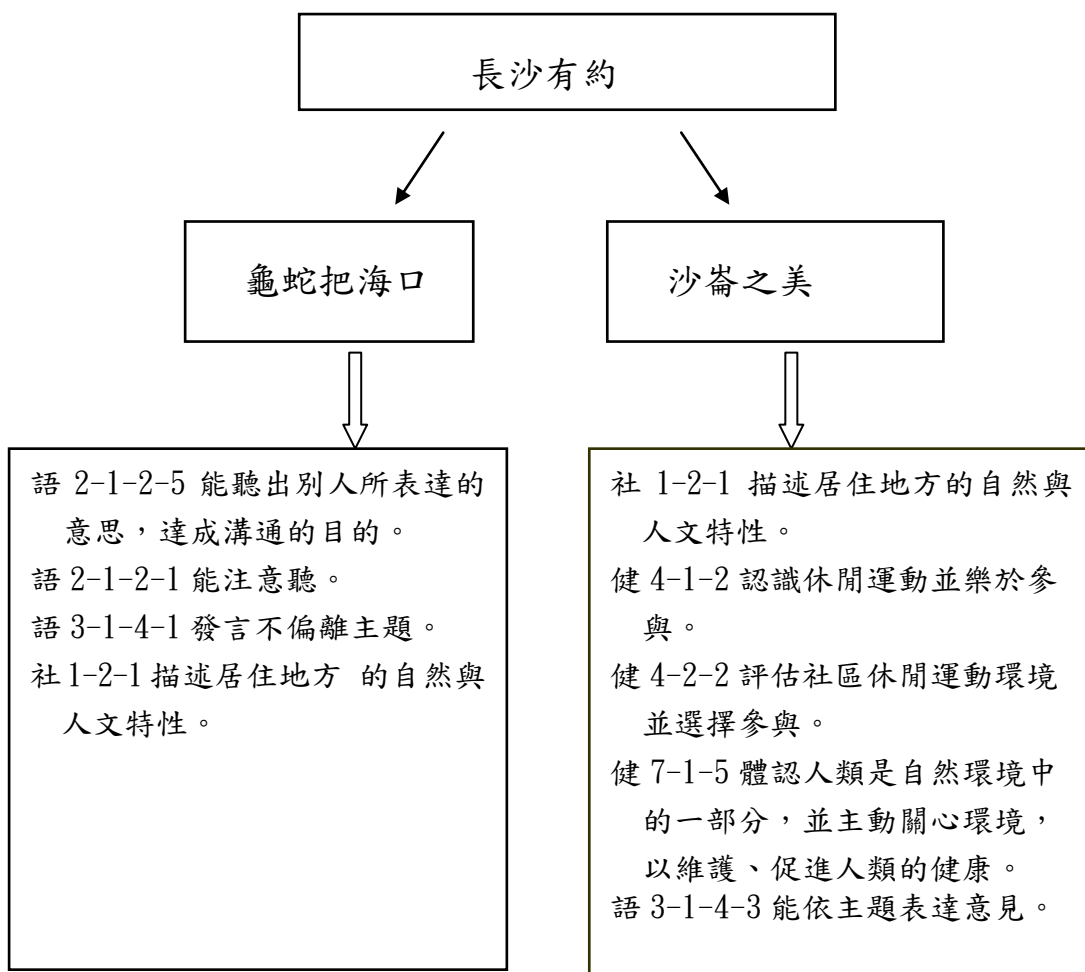 長沙有約
龜蛇把海口
沙崙之美
語 2-1-2-5 能聽出別人所表達的
意思，達成溝通的目的。
語 2-1-2-1 能注意聽。
語 3-1-4-1 發言不偏離主題。
社 1-2-1 描述居住地方 的自然與
人文特性。
社 1-2-1 描述居住地方的自然與
人文特性。
健 4-1-2 認識休閒運動並樂於參
與。
健 4-2-2 評估社區休閒運動環境
並選擇參與。
健 7-1-5 體認人類是自然環境中
的一部分，並主動關心環境，
以維護、促進人類的健康。
語 3-1-4-3 能依主題表達意見。